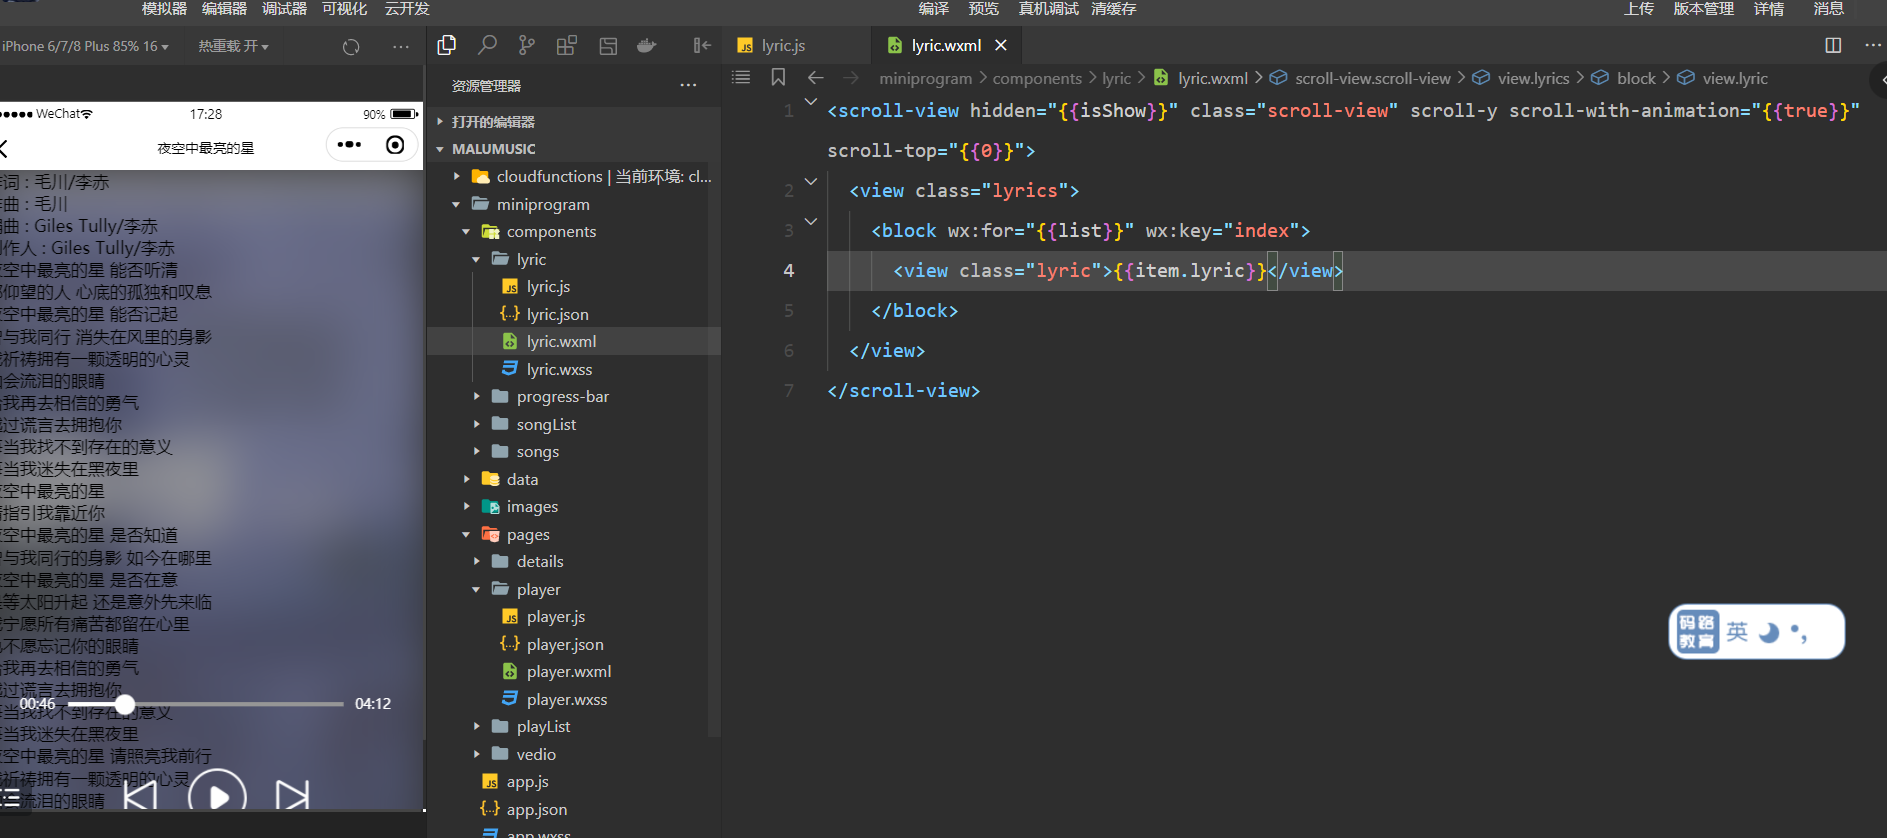 模拟器 编辑器 调试器 可视化 云开发 编译 预览 真机调试 清缓存 上传 版本管理 详情 消息
iPhone 6/7/8 Plus 85% 16 热重载 开
WeChat 17:28 90%
夜空中最亮的星
词 : 毛川/李赤
曲 : 毛川
曲 : Giles Tully/李赤
作人 : Giles Tully/李赤
空中最亮的星 能否听清
仰望的人 心底的孤独和叹息
空中最亮的星 能否记起
与我同行 消失在风里的身影
祈祷拥有一颗透明的心灵
会流泪的眼睛
我再去相信的勇气
过谎言去拥抱你
当我找不到存在的意义
当我迷失在黑夜里
空中最亮的星
指引我靠近你
空中最亮的星 是否知道
与我同行的身影 如今在哪里
空中最亮的星 是否在意
等太阳升起 还是意外先来临
宁愿所有痛苦都留在心里
不愿忘记你的眼睛
我再去相信的勇气
过谎言去拥抱你
00:46 04:12
当我找不到存在的意义
当我迷失在黑夜里
空中最亮的星 请照亮我前行
祈祷拥有一颗透明的心灵
流泪的眼睛
资源管理器
打开的编辑器
MALUMUSIC
cloudfunctions | 当前环境: cl...
miniprogram
components
lyric
lyric.js
lyric.json
lyric.wxml
lyric.wxss
progress-bar
songList
songs
data
images
pages
details
player
player.js
player.json
player.wxml
player.wxss
playList
vedio
app.js
app.json
app.wxss
lyric.js lyric.wxml
miniprogram > components > lyric > lyric.wxml > scroll-view.scroll-view > view.lyrics > block > view.lyric
1 <scroll-view hidden="{{isShow}}" class="scroll-view" scroll-y scroll-with-animation="{{true}}"
scroll-top="{{0}}">
2 <view class="lyrics">
3 <block wx:for="{{list}}" wx:key="index">
4 <view class="lyric">{{item.lyric}}</view>
5 </block>
6 </view>
7 </scroll-view>
码路教育 英